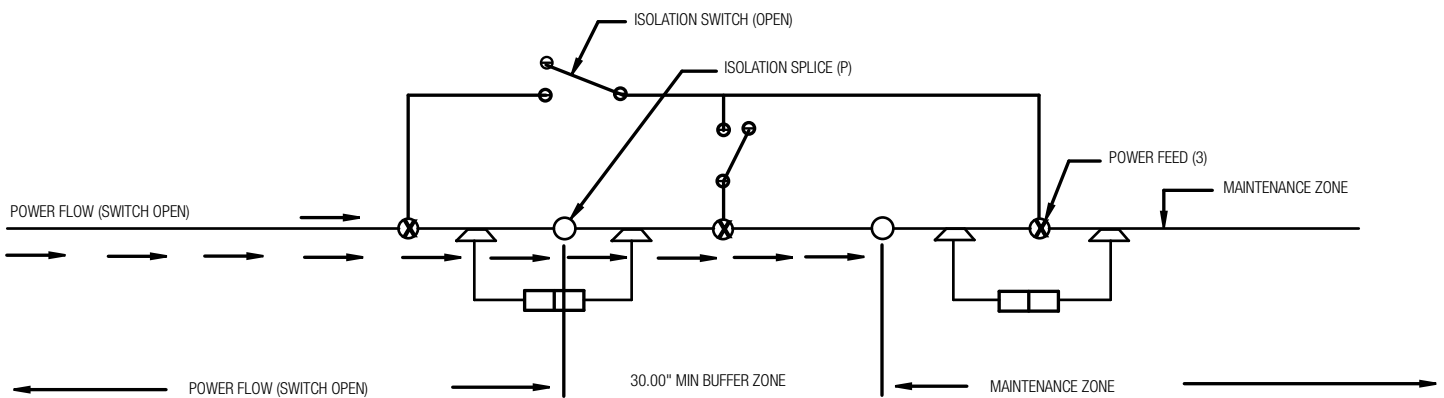 ISOLATION SWITCH (OPEN)
ISOLATION SPLICE (P)
POWER FEED (3)
MAINTENANCE ZONE
POWER FLOW (SWITCH OPEN)
POWER FLOW (SWITCH OPEN)
30.00" MIN BUFFER ZONE
MAINTENANCE ZONE